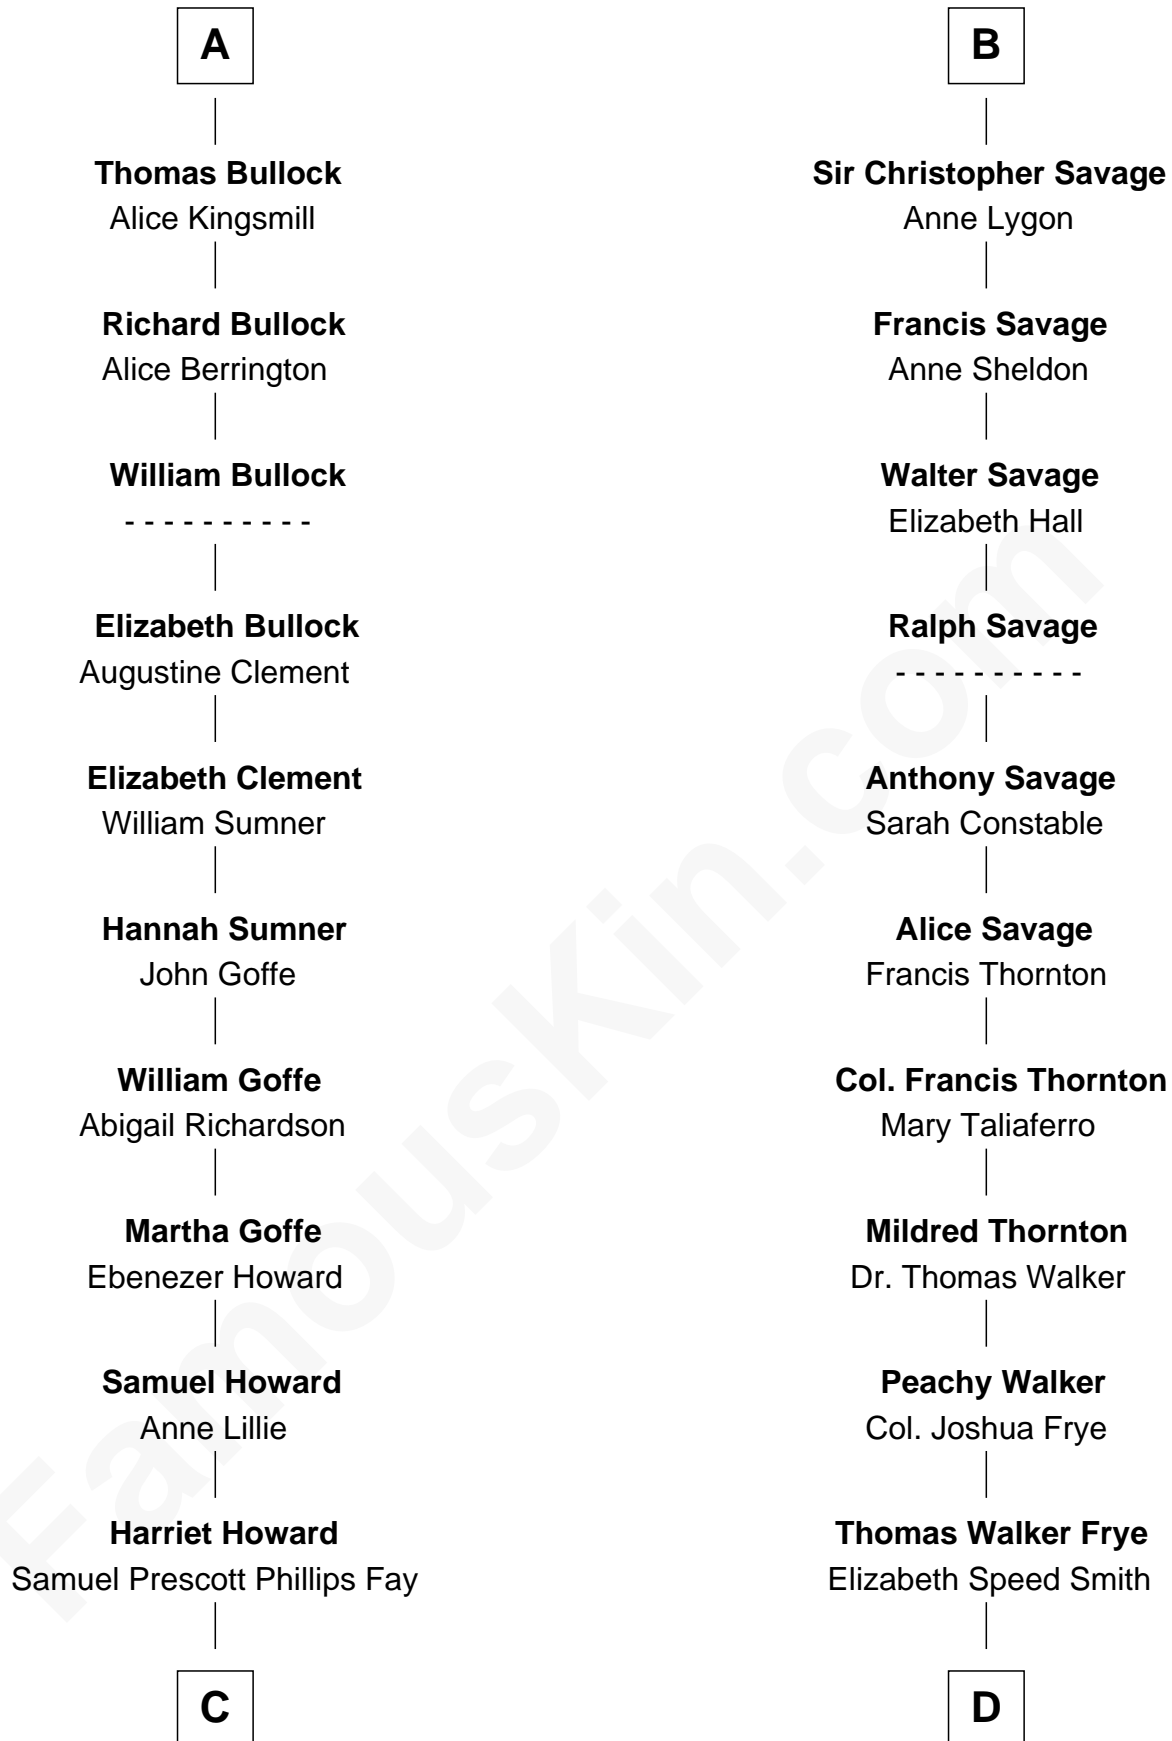 A
Thomas Bullock
Alice Kingsmill
Richard Bullock
Alice Berrington
William Bullock
- - - - - - - - - -
Elizabeth Bullock
Augustine Clement
Elizabeth Clement
William Sumner
Hannah Sumner
John Goffe
William Goffe
Abigail Richardson
Martha Goffe
Ebenezer Howard
Samuel Howard
Anne Lillie
Harriet Howard
Samuel Prescott Phillips Fay
C
B
Sir Christopher Savage
Anne Lygon
Francis Savage
Anne Sheldon
Walter Savage
Elizabeth Hall
Ralph Savage
- - - - - - - - - -
Anthony Savage
Sarah Constable
Alice Savage
Francis Thornton
Col. Francis Thornton
Mary Taliaferro
Mildred Thornton
Dr. Thomas Walker
Peachy Walker
Col. Joshua Frye
Thomas Walker Frye
Elizabeth Speed Smith
D
FamousKin.com